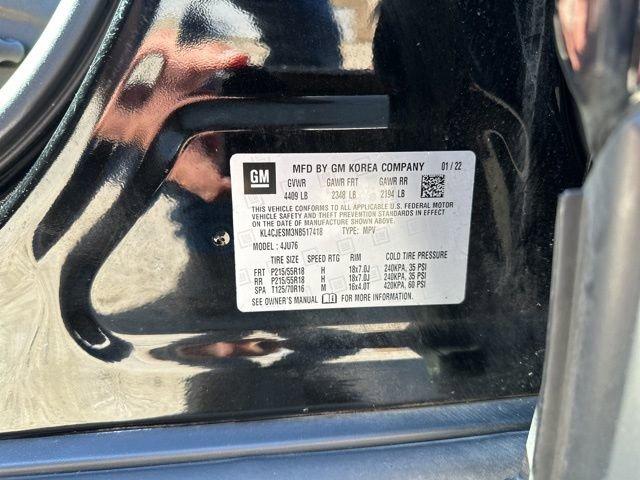 GM
MFD BY GM KOREA COMPANY 01 / 22
GVWR GAWR FRT GAWR RR
4409 LB 2348 LB 2194 LB
THIS VEHICLE CONFORMS TO ALL APPLICABLE U.S. FEDERAL MOTOR
VEHICLE SAFETY AND THEFT PREVENTION STANDARDS IN EFFECT
ON THE DATE OF MANUFACTURE SHOWN ABOVE.
KL4CJESM3NB517418 TYPE: MPV
MODEL : 4JU76
TIRE SIZE SPEED RTG RIM COLD TIRE PRESSURE
FRT P215/55R18 H 18x7.0J 240KPA, 35 PSI
RR P215/55R18 H 18x7.0J 240KPA, 35 PSI
SPA T125/70R16 M 16x4.0T 420KPA, 60 PSI
SEE OWNER'S MANUAL FOR MORE INFORMATION.